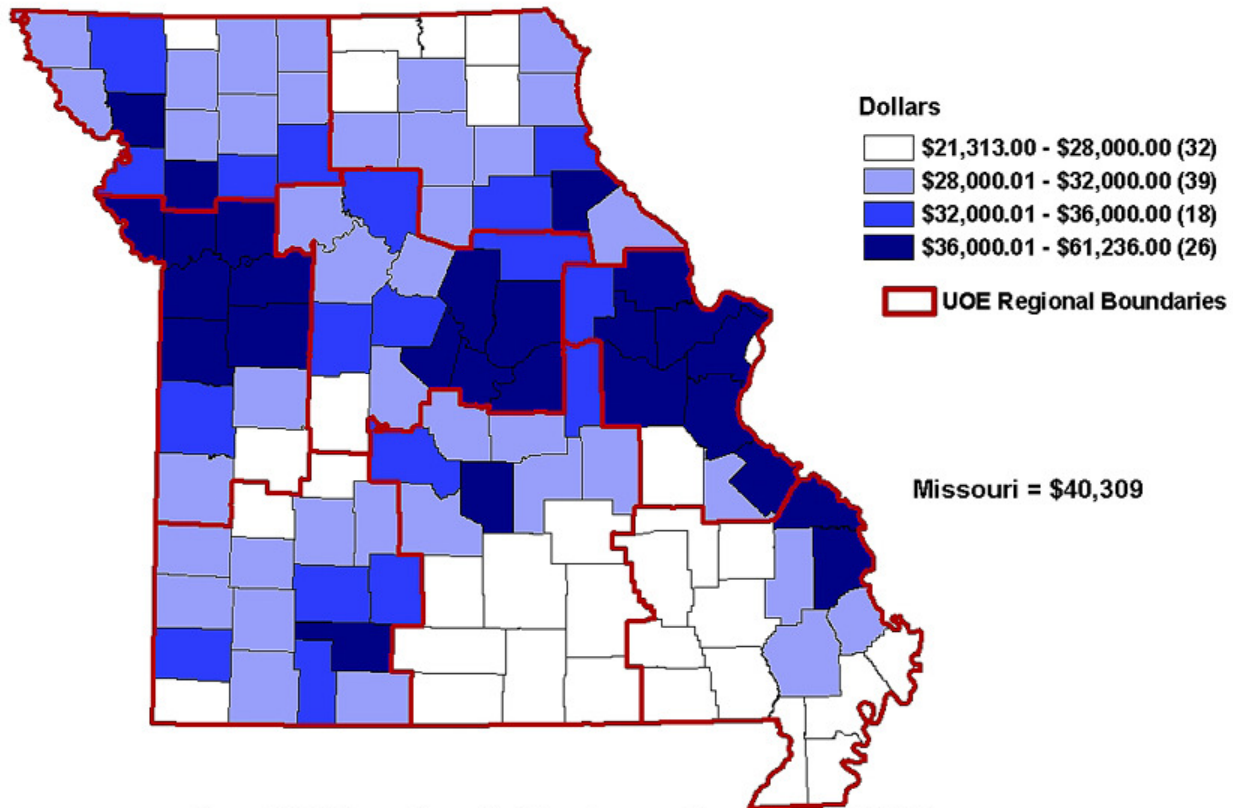 Dollars
$21,313.00 - $28,000.00 (32)
$28,000.01 - $32,000.00 (39)
$32,000.01 - $36,000.00 (18)
$36,000.01 - $61,236.00 (26)
UOE Regional Boundaries
Missouri = $40,309